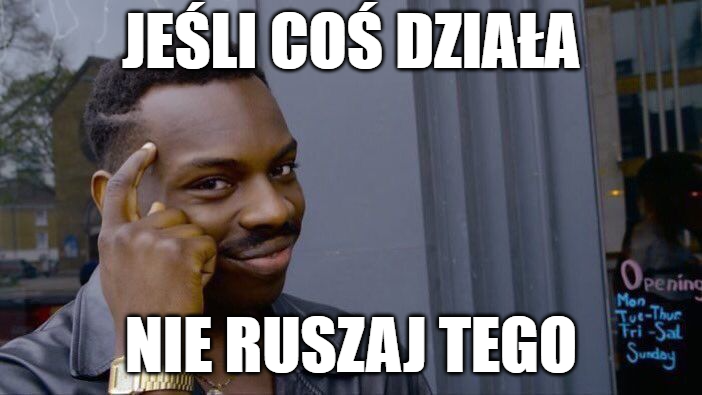 JEŚLI COŚ DZIAŁA
Opening
Mon
Tue-Thur
Fri-Sat
Sunday
NIE RUSZAJ TEGO